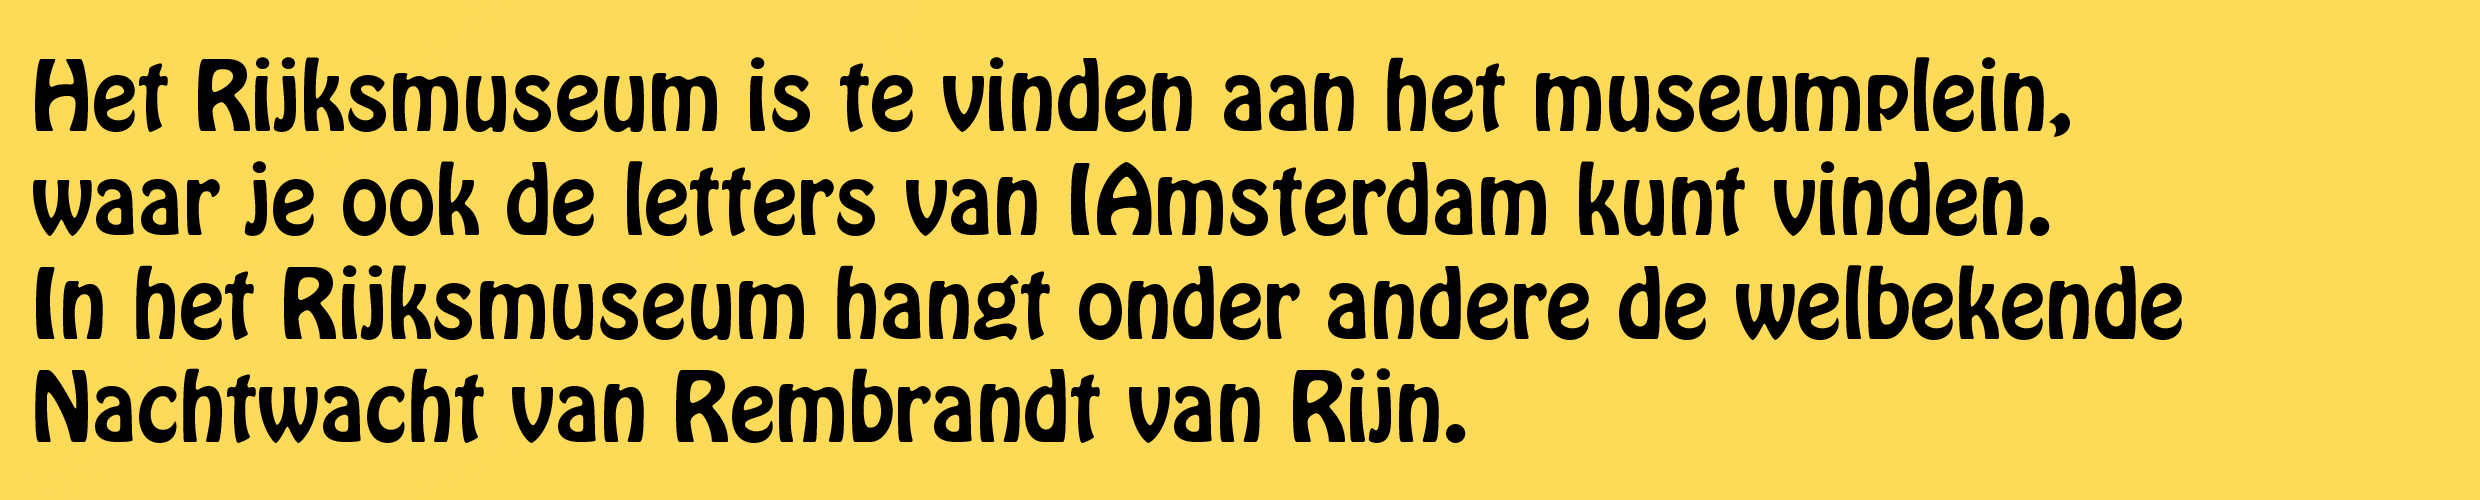 Het Rijksmuseum is te vinden aan het museumplein,
waar je ook de letters van IAmsterdam kunt vinden.
In het Rijksmuseum hangt onder andere de welbekende
Nachtwacht van Rembrandt van Rijn.